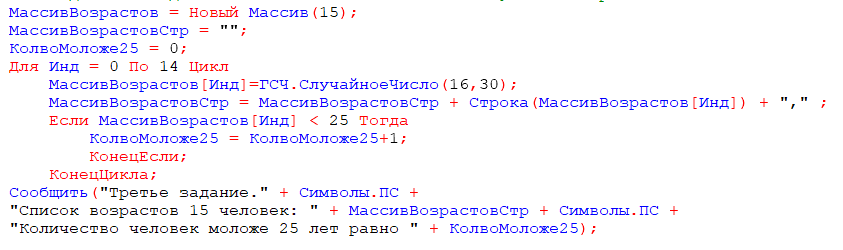 МассивВозрастов = Новый Массив(15);
МассивВозрастовСтр = "";
КолвоМоложе25 = 0;
Для Инд = 0 По 14 Цикл
МассивВозрастов[Инд]=ГСЧ.СлучайноеЧисло(16,30);
МассивВозрастовСтр = МассивВозрастовСтр + Строка(МассивВозрастов[Инд]) + "," ;
Если МассивВозрастов[Инд] < 25 Тогда
КолвоМоложе25 = КолвоМоложе25+1;
КонецЕсли;
КонецЦикла;
Сообщить("Третье задание." + Символы.ПС +
"Список возрастов 15 человек: " + МассивВозрастовСтр + Символы.ПС +
"Количество человек моложе 25 лет равно " + КолвоМоложе25);